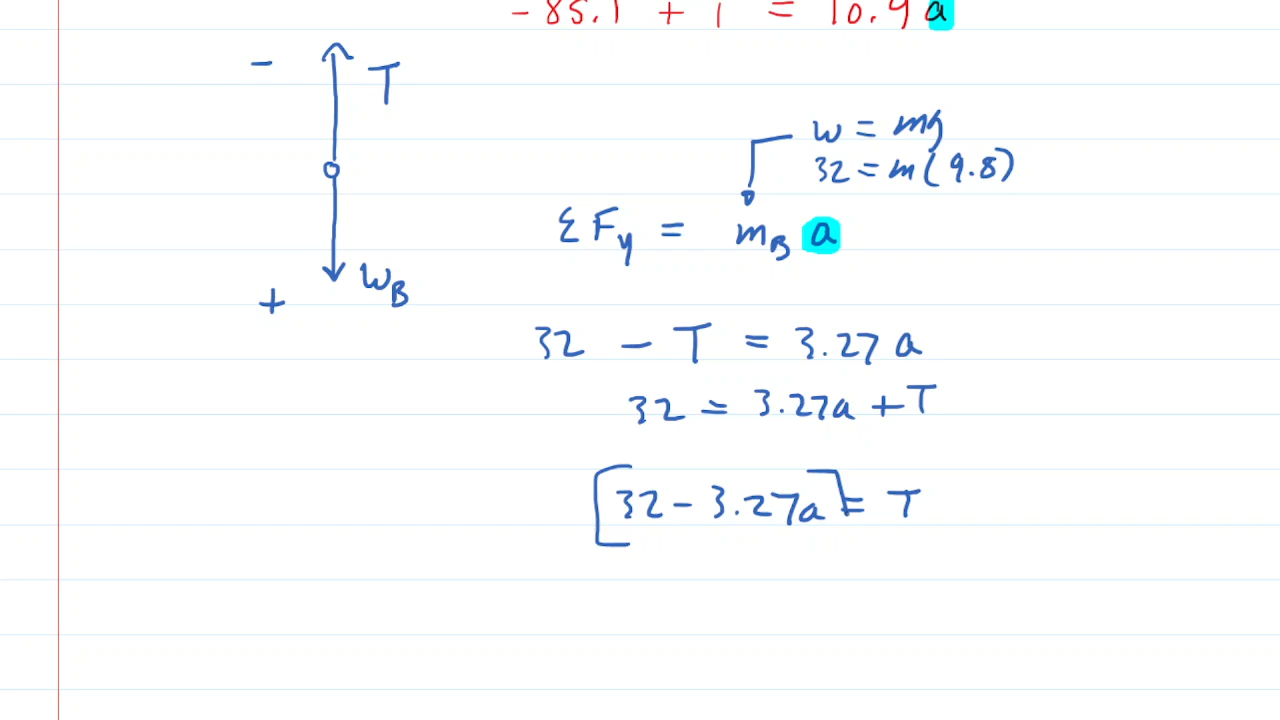 - 85.1 + T = 10.9 a
- T
w = mg
32 = m(9.8)
ΣFy = mB a
+ wB
32 - T = 3.27a
32 = 3.27a + T
[32 - 3.27a] = T